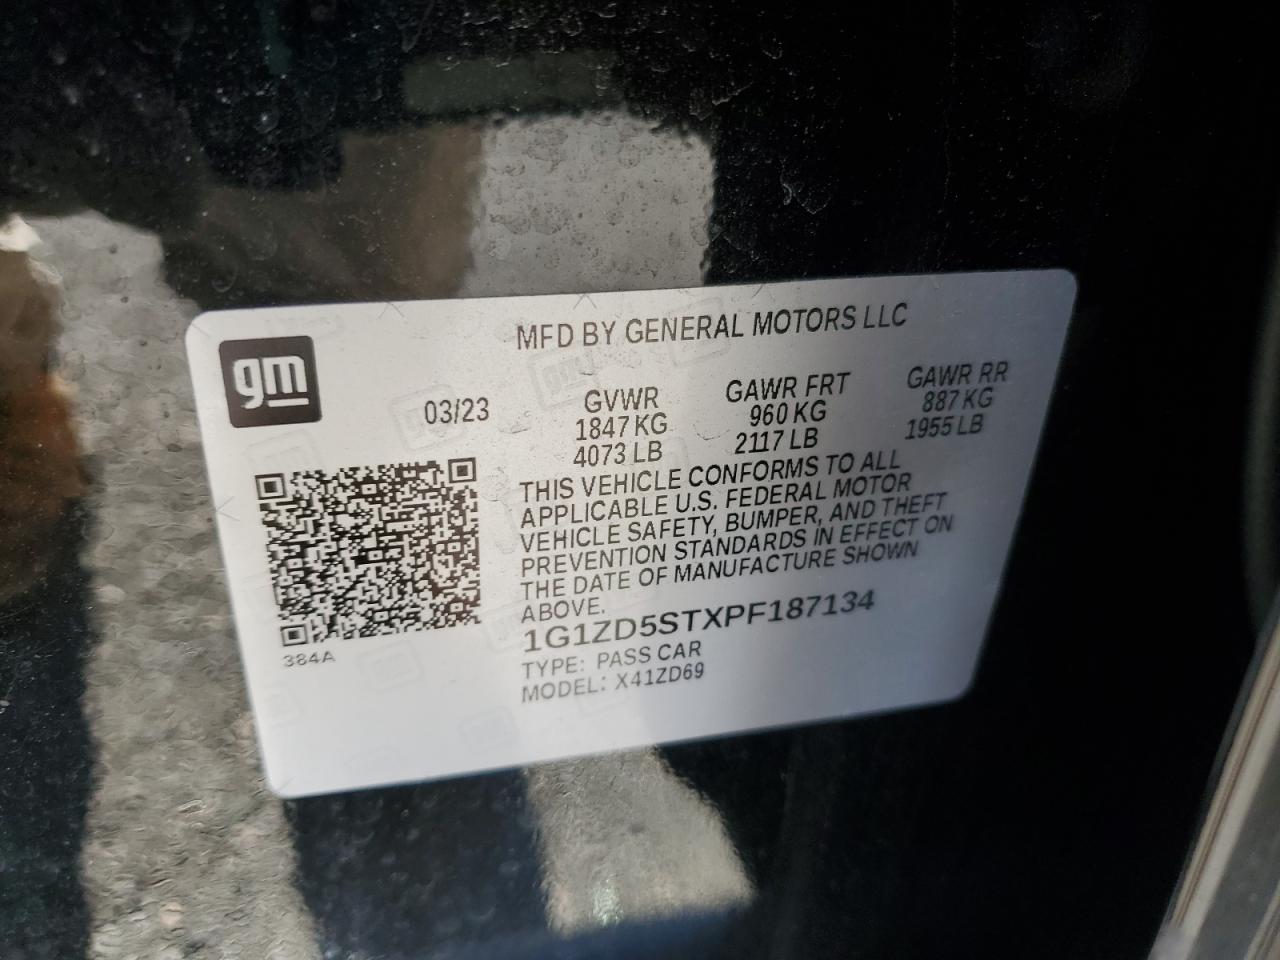 MFD BY GENERAL MOTORS LLC
gm
03/23
GVWR GAWR FRT GAWR RR
1847 KG 960 KG 887 KG
4073 LB 2117 LB 1955 LB
THIS VEHICLE CONFORMS TO ALL
APPLICABLE U.S. FEDERAL MOTOR
VEHICLE SAFETY, BUMPER, AND THEFT
PREVENTION STANDARDS IN EFFECT ON
THE DATE OF MANUFACTURE SHOWN
ABOVE.
1G1ZD5STXPF187134
384A
TYPE: PASS CAR
MODEL: X41ZD69